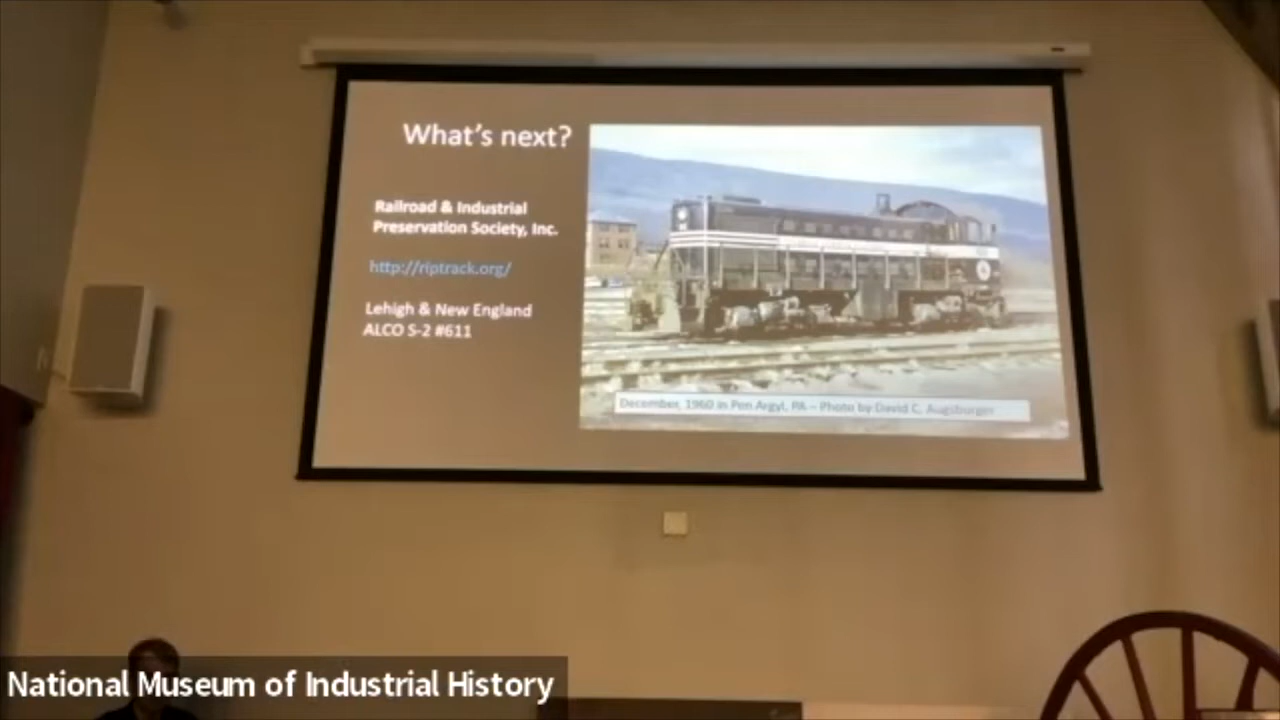 What's next?
Railroad & Industrial
Preservation Society, Inc.
http://riptrack.org/
Lehigh & New England
ALCO S-2 #611
December, 1960 in Pen Argyl, PA – Photo by David C. Augsburger
National Museum of Industrial History